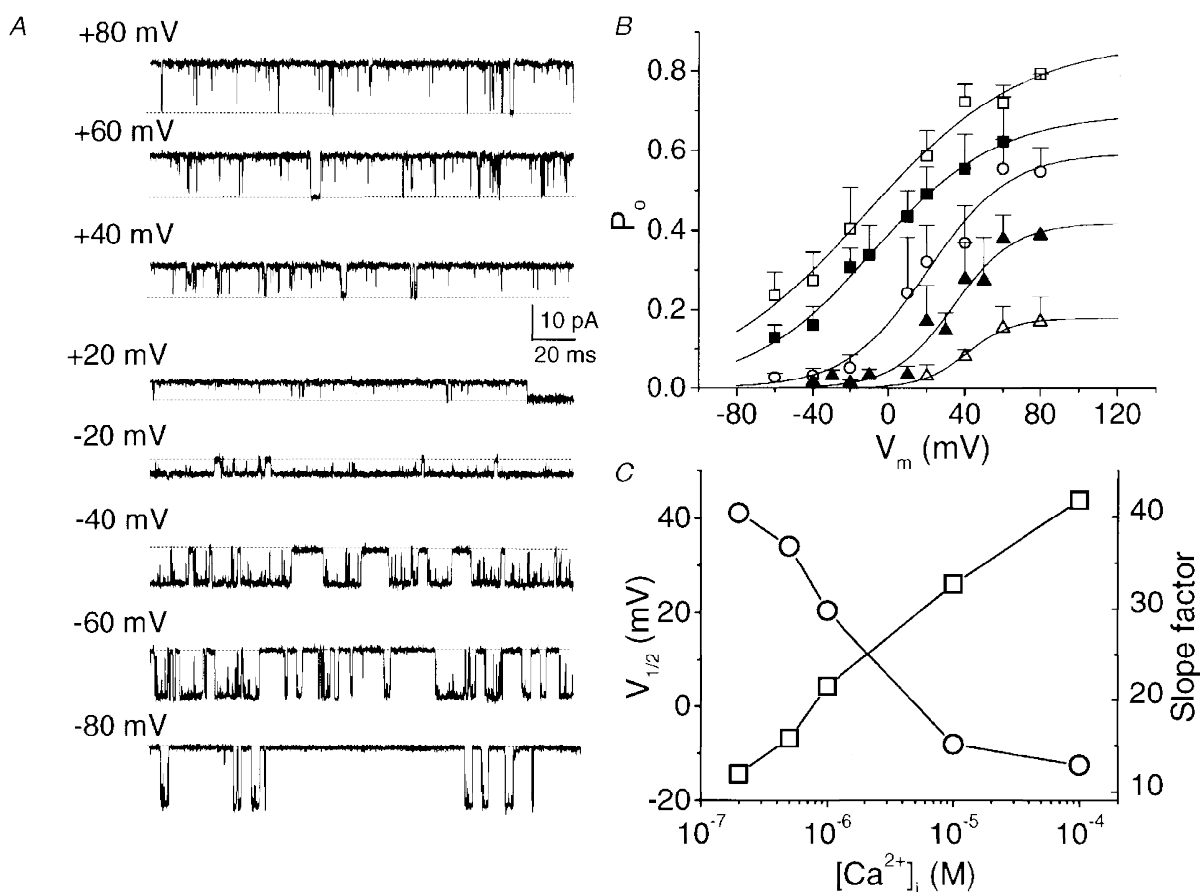 A
+80 mV
+60 mV
+40 mV
10 pA
20 ms
+20 mV
-20 mV
-40 mV
-60 mV
-80 mV
B
0.8
0.6
0.4
0.2
0.0
Po
-80 -40 0 40 80 120
Vm (mV)
C
40
20
0
-20
V1/2 (mV)
40
30
20
10
Slope factor
10-7 10-6 10-5 10-4
[Ca2+]i (M)